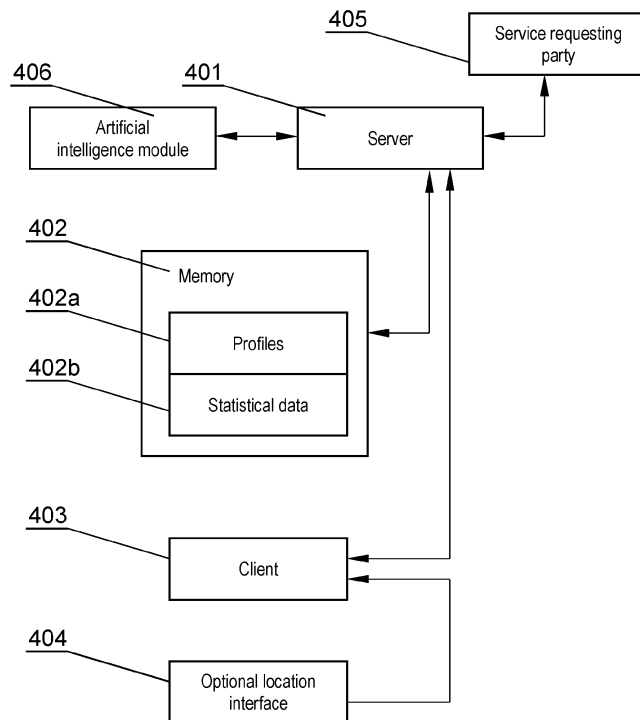 405
Service requesting
party
406
401
Artificial
intelligence module
Server
402
Memory
402a
Profiles
402b
Statistical data
403
Client
404
Optional location
interface